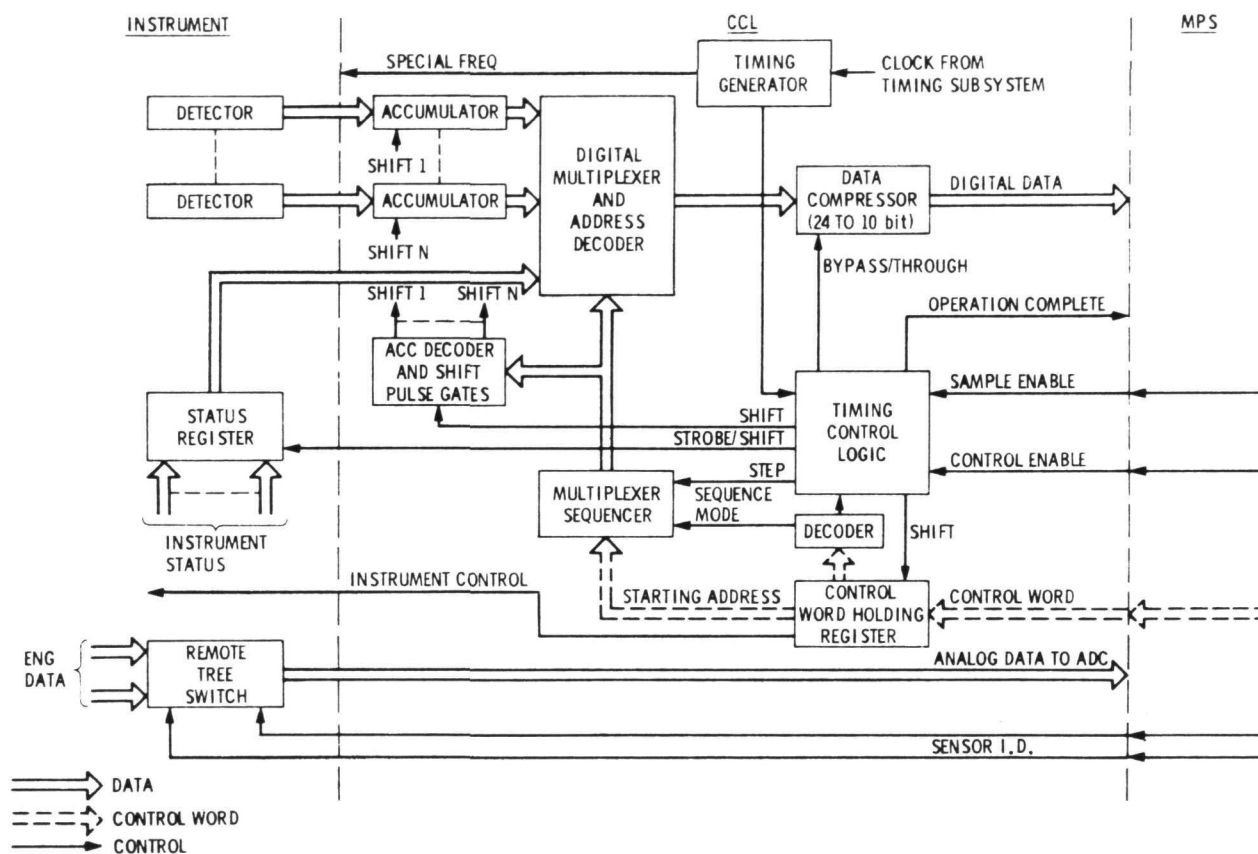 INSTRUMENT
CCL
MPS
SPECIAL FREQ
TIMING
GENERATOR
CLOCK FROM
TIMING SUBSYSTEM
DETECTOR
ACCUMULATOR
SHIFT 1
DETECTOR
ACCUMULATOR
SHIFT N
DIGITAL
MULTIPLEXER
AND
ADDRESS
DECODER
DATA
COMPRESSOR
(24 TO 10 bit)
DIGITAL DATA
BYPASS/THROUGH
SHIFT 1
SHIFT N
OPERATION COMPLETE
ACC DECODER
AND SHIFT
PULSE GATES
STATUS
REGISTER
SHIFT
STROBE/SHIFT
TIMING
CONTROL
LOGIC
SAMPLE ENABLE
CONTROL ENABLE
STEP
SEQUENCE
MODE
MULTIPLEXER
SEQUENCER
DECODER
SHIFT
INSTRUMENT
STATUS
INSTRUMENT CONTROL
STARTING ADDRESS
CONTROL
WORD HOLDING
REGISTER
CONTROL WORD
ENG
DATA
REMOTE
TREE
SWITCH
ANALOG DATA TO ADC
SENSOR I.D.
DATA
CONTROL WORD
CONTROL